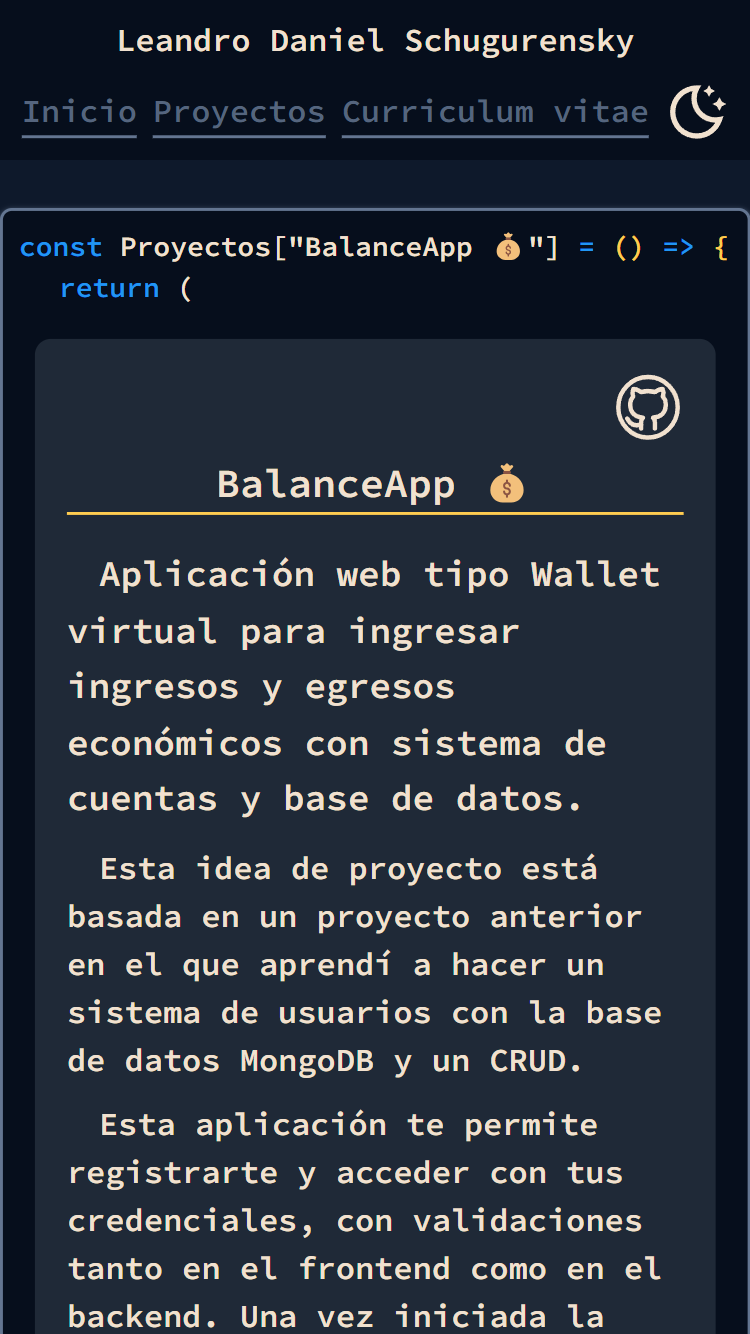 Leandro Daniel Schugurensky
Inicio Proyectos Curriculum vitae
const Proyectos["BalanceApp 💰"] = () => {
return (
BalanceApp 💰
Aplicación web tipo Wallet
virtual para ingresar
ingresos y egresos
económicos con sistema de
cuentas y base de datos.
Esta idea de proyecto está
basada en un proyecto anterior
en el que aprendí a hacer un
sistema de usuarios con la base
de datos MongoDB y un CRUD.
Esta aplicación te permite
registrarte y acceder con tus
credenciales, con validaciones
tanto en el frontend como en el
backend. Una vez iniciada la